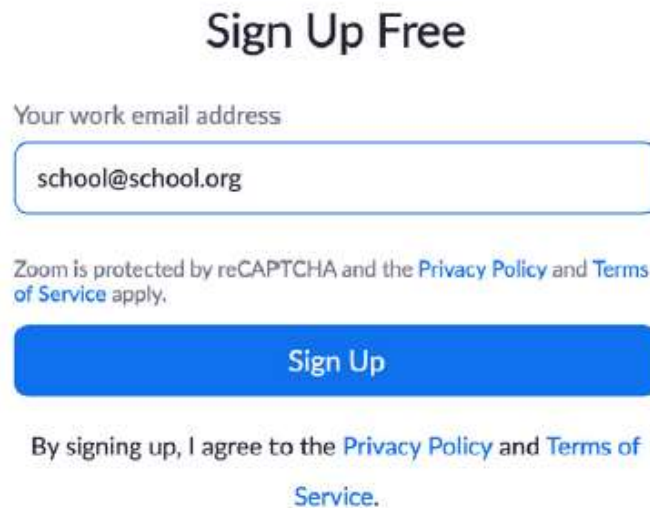 Sign Up Free
Your work email address
school@school.org
Zoom is protected by reCAPTCHA and the Privacy Policy and Terms
of Service apply.
Sign Up
By signing up, I agree to the Privacy Policy and Terms of
Service.